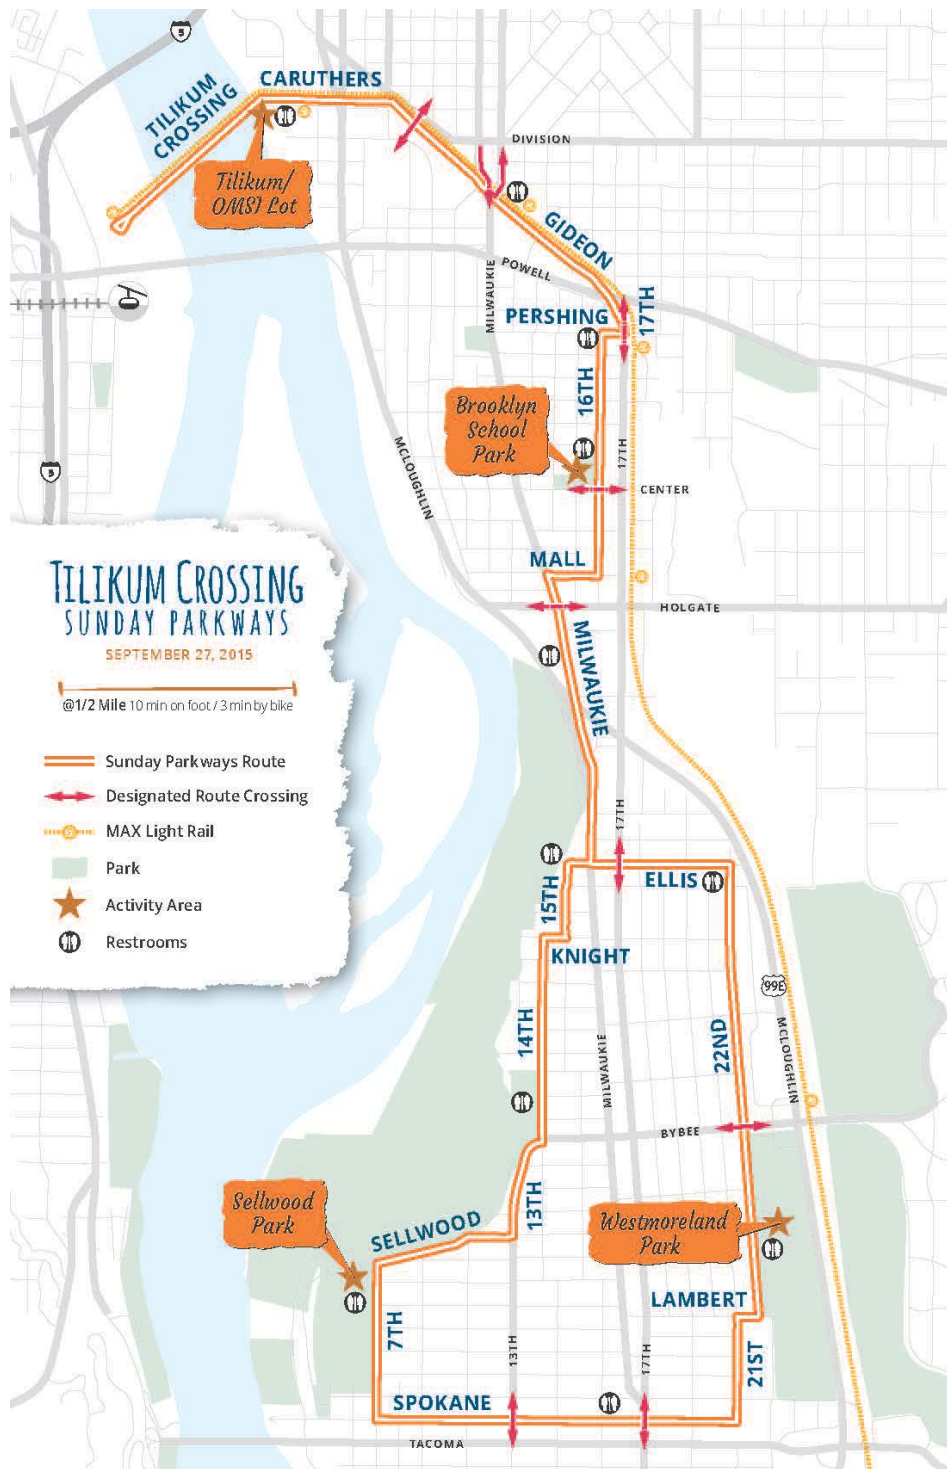 5
CARUTHERS
TILIKUM
CROSSING
DIVISION
Tilikum/
OMSI Lot
GIDEON
POWELL
MILWAUKIE
17TH
PERSHING
16TH
Brooklyn
School
Park
MCLOUGHLIN
17TH
CENTER
5
MALL
HOLGATE
TILIKUM CROSSING
SUNDAY PARKWAYS
SEPTEMBER 27, 2015
@1/2 Mile 10 min on foot / 3 min by bike
Sunday Parkways Route
Designated Route Crossing
MAX Light Rail
Park
Activity Area
Restrooms
MILWAUKIE
17TH
ELLIS
15TH
KNIGHT
99E
14TH
22ND
MCLOUGHLIN
MILWAUKIE
BYBEE
Sellwood
Park
13TH
SELLWOOD
Westmoreland
Park
LAMBERT
7TH
13TH
17TH
21ST
SPOKANE
TACOMA